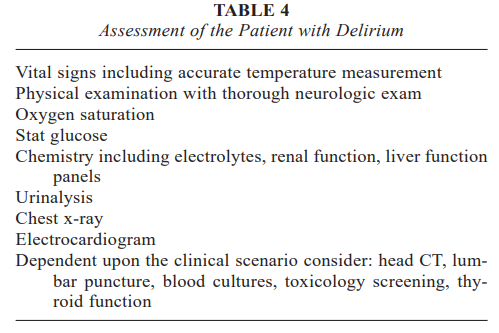 TABLE 4
Assessment of the Patient with Delirium
Vital signs including accurate temperature measurement
Physical examination with thorough neurologic exam
Oxygen saturation
Stat glucose
Chemistry including electrolytes, renal function, liver function
panels
Urinalysis
Chest x-ray
Electrocardiogram
Dependent upon the clinical scenario consider: head CT, lum-
bar puncture, blood cultures, toxicology screening, thy-
roid function